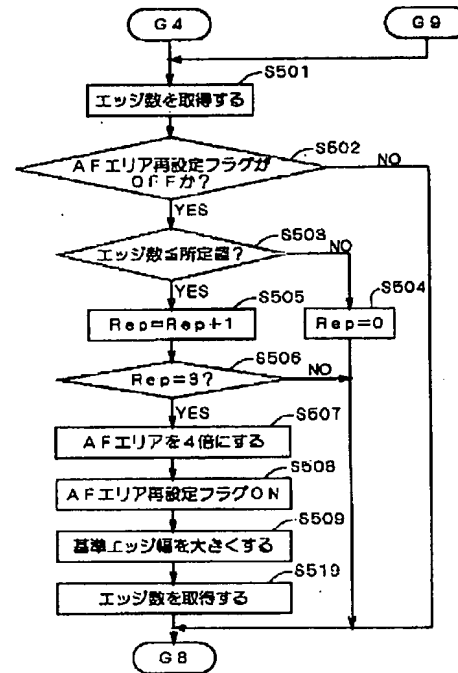 G4
G9
S501
エッジ数を取得する
S502
AFエリア再設定フラグが
OFFか?
NO
YES
S503
エッジ数≦所定値?
NO
YES
S505
S504
Rep=Rep+1
Rep=0
S506
Rep=3?
NO
YES
S507
AFエリアを4倍にする
S508
AFエリア再設定フラグON
S509
基準エッジ幅を大きくする
S519
エッジ数を取得する
G8